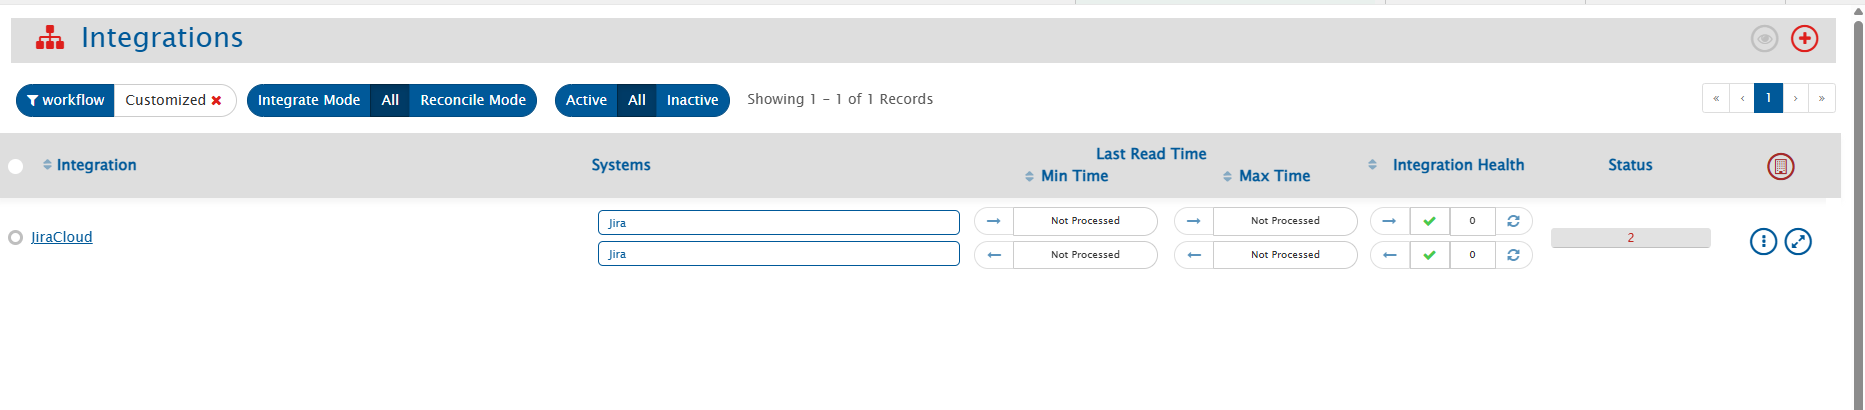 Integrations
workflow Customized Integrate Mode All Reconcile Mode Active All Inactive Showing 1 - 1 of 1 Records « ‹ 1 › »
Integration Systems Last Read Time Min Time Max Time Integration Health Status
JiraCloud
Jira Not Processed Not Processed 0
Jira Not Processed Not Processed 0
2